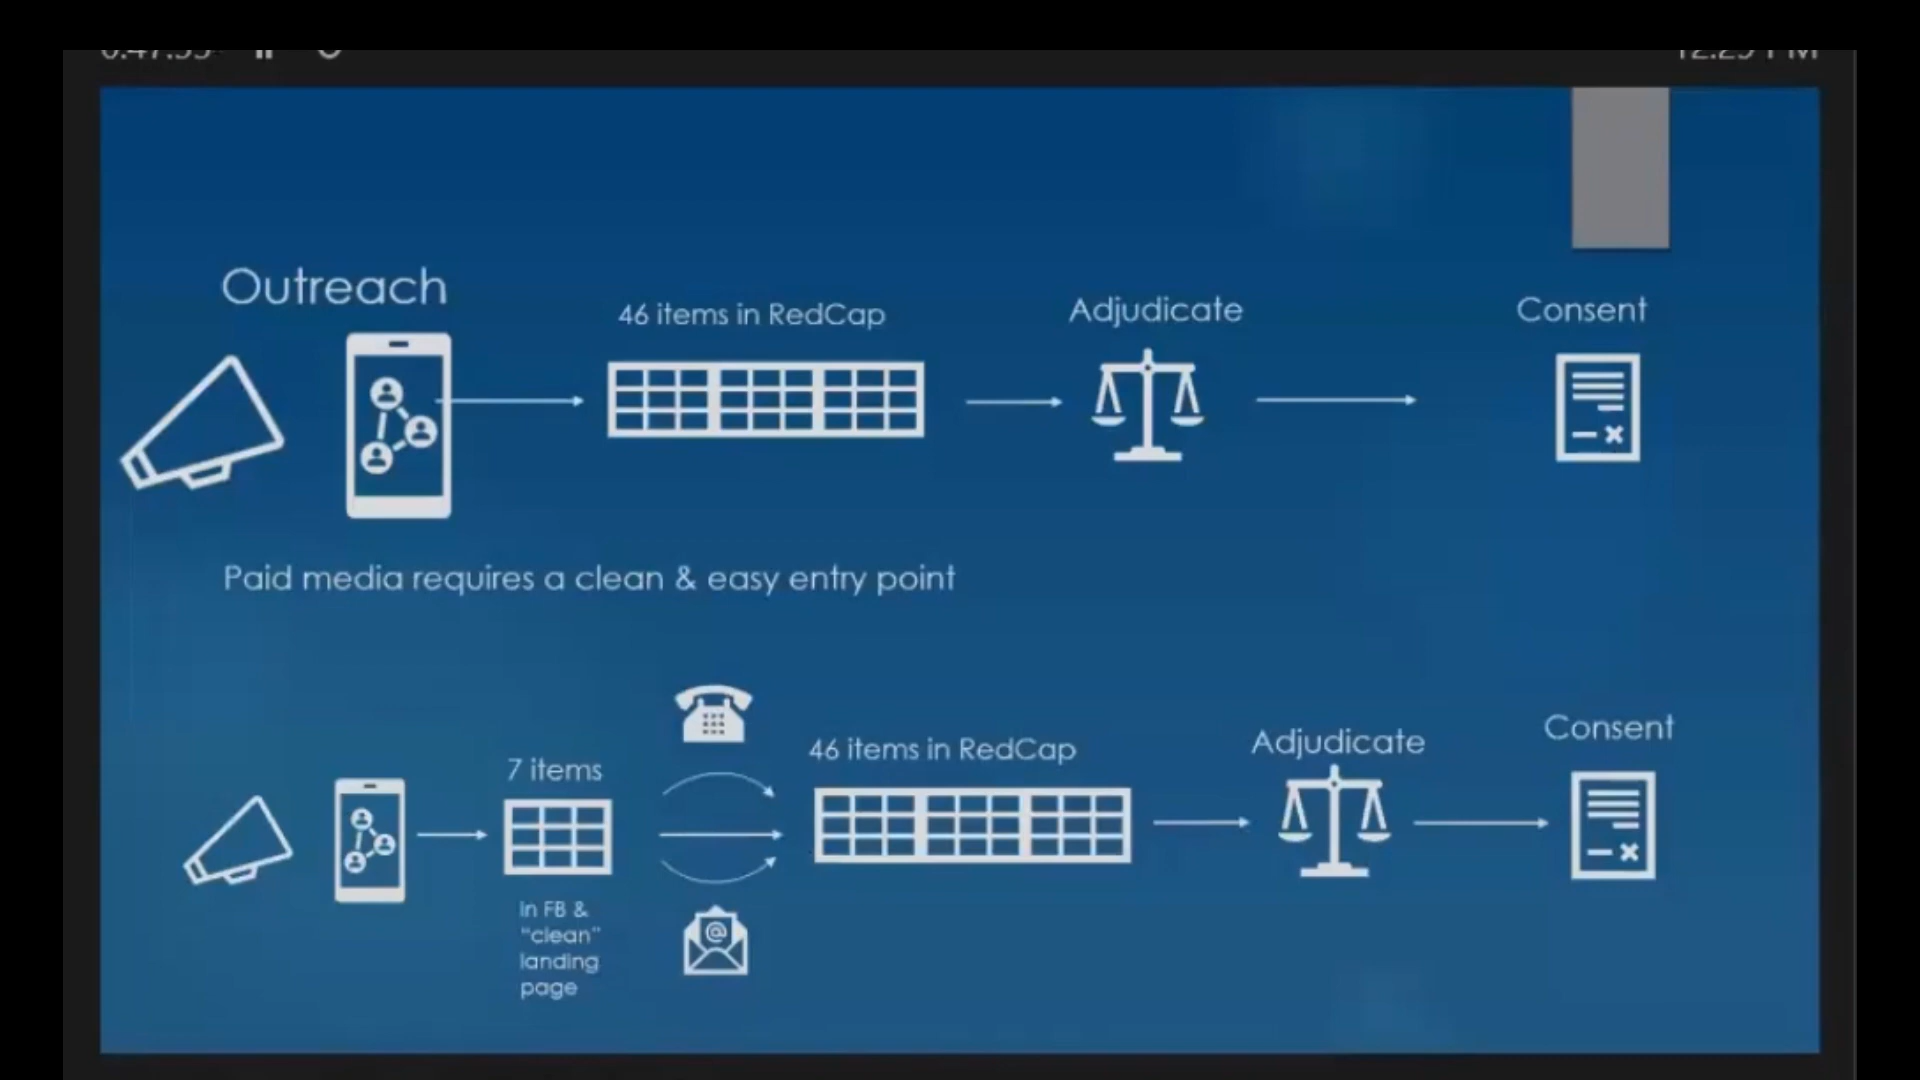 Outreach
46 items in RedCap
Adjudicate
Consent
Paid media requires a clean & easy entry point
7 items
46 items in RedCap
Adjudicate
Consent
In FB &
"clean"
landing
page